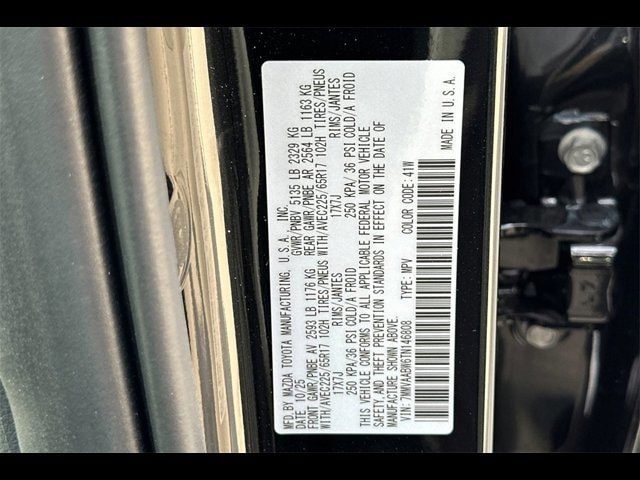 MFD. BY MAZDA TOYOTA MANUFACTURING, U.S.A., INC.
DATE: 10/25 GVWR/PNBV 5135 LB 2329 KG
FRONT GAWR/PNBE AV 2593 LB 1176 KG REAR GAWR/PNBE AR 2564 LB 1163 KG
WITH/AVEC225/65R17 102H TIRES/PNEUS WITH/AVEC225/65R17 102H TIRES/PNEUS
17X7J RIMS/JANTES 17X7J RIMS/JANTES
250 KPA/36 PSI COLD/A FROID 250 KPA/36 PSI COLD/A FROID
THIS VEHICLE CONFORMS TO ALL APPLICABLE FEDERAL MOTOR VEHICLE
SAFETY,AND THEFT PREVENTION STANDARDS IN EFFECT ON THE DATE OF
MANUFACTURE SHOWN ABOVE.
VIN:7MMVAABW6TN146808 TYPE: MPV COLOR CODE:41W
MADE IN U.S.A.